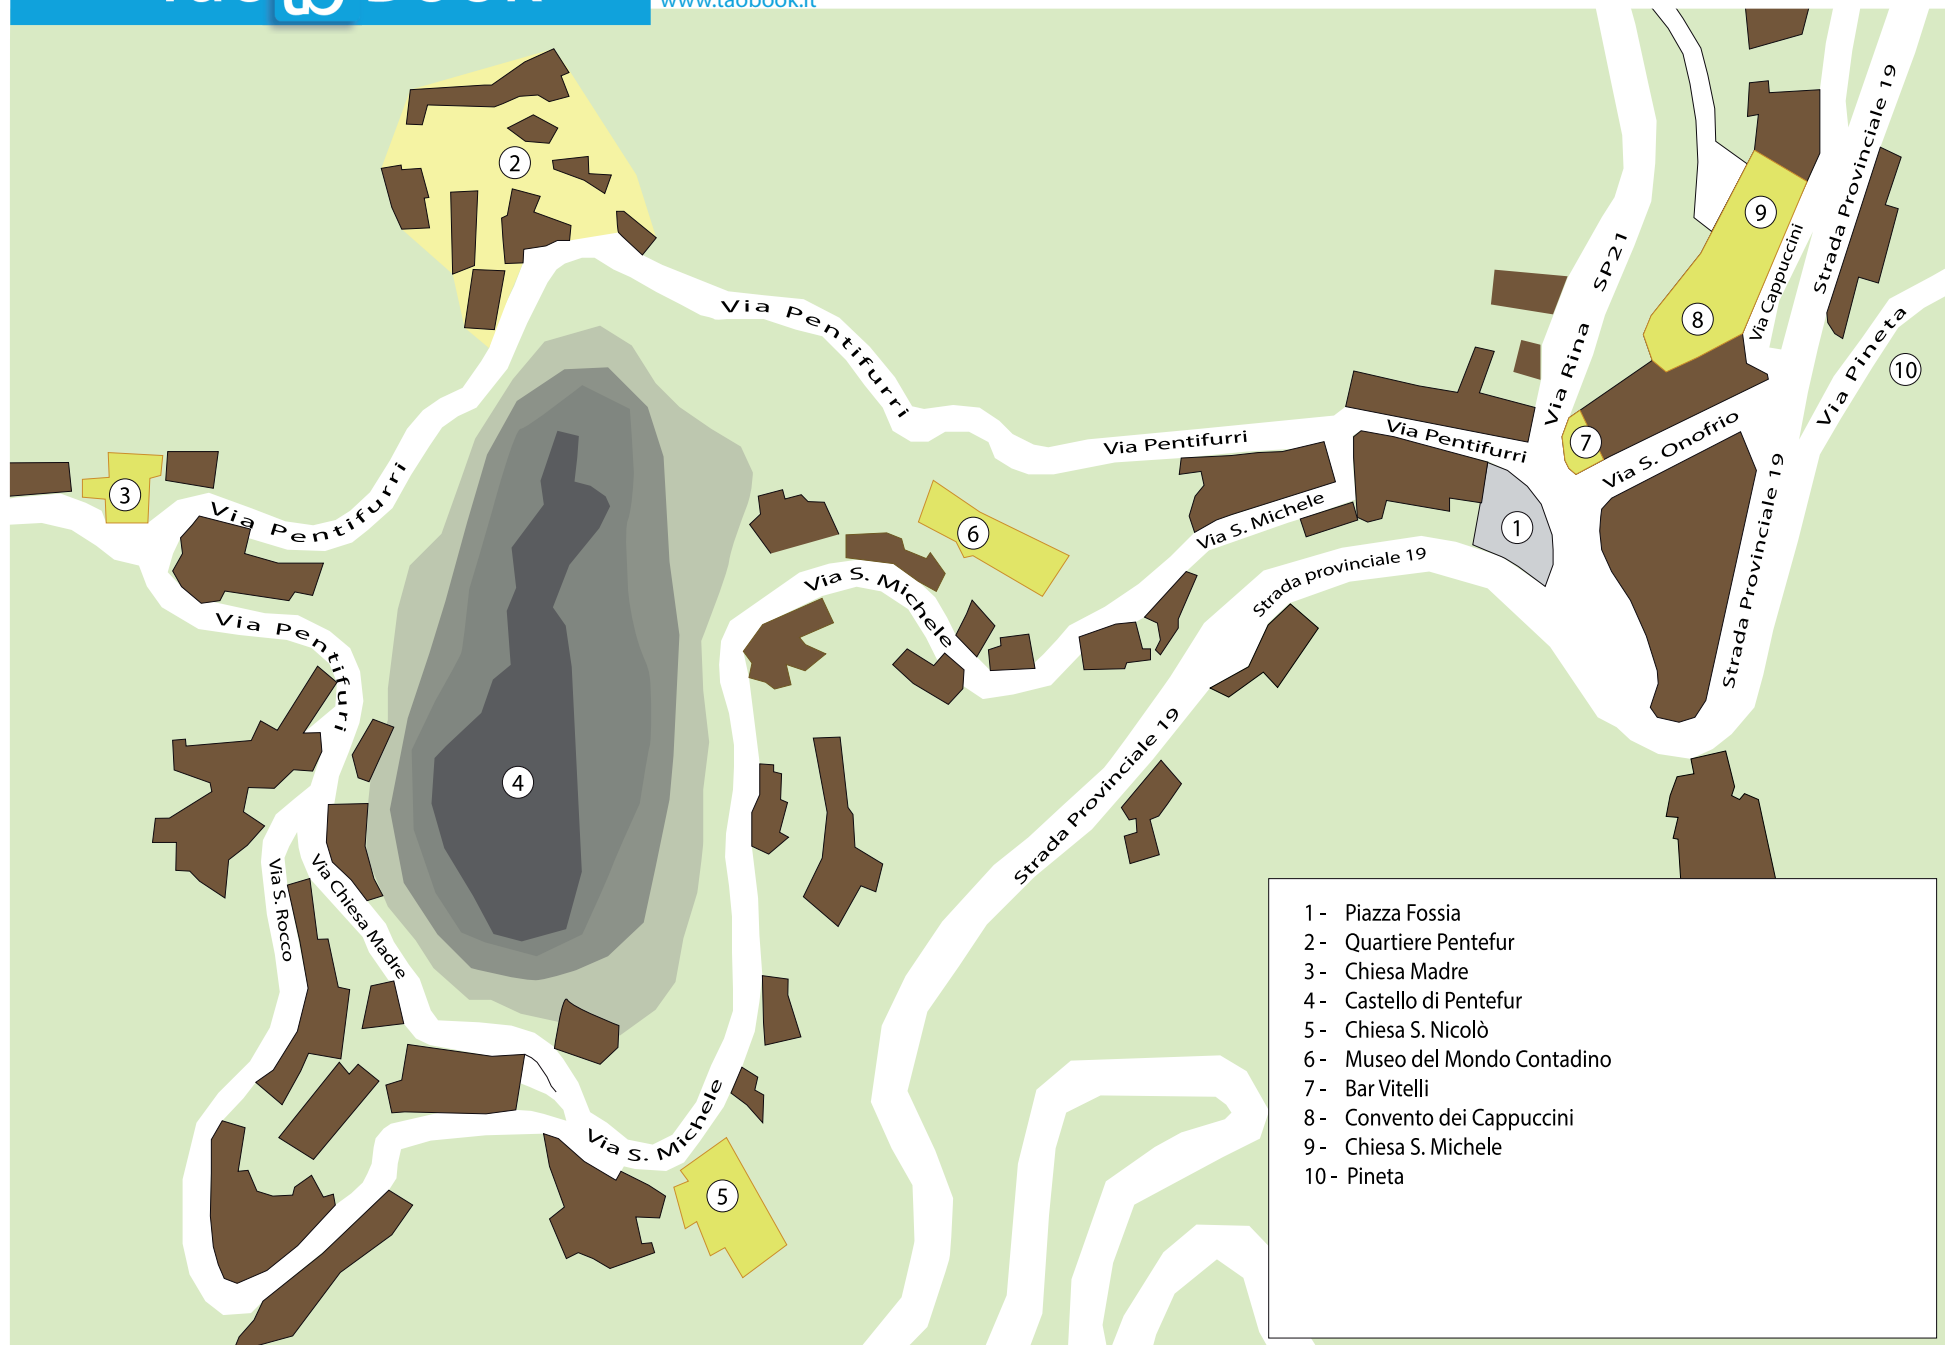 www.taobook.it
Strada Provinciale 19
2
9
SP21
Via Cappuccini
Via Pentifurri
8
Via Rina
Via Pineta
10
Via Pentifurri
Via Pentifurri
7
Via S. Onofrio
3
Via Pentifurri
Via S. Michele
1
6
Strada provinciale 19
Via S. Michele
Strada Provinciale 19
Via Pentifuri
4
Strada Provinciale 19
Via S. Rocco
Via Chiesa Madre
Via S. Michele
5
1 - Piazza Fossia
2 - Quartiere Pentefur
3 - Chiesa Madre
4 - Castello di Pentefur
5 - Chiesa S. Nicolò
6 - Museo del Mondo Contadino
7 - Bar Vitelli
8 - Convento dei Cappuccini
9 - Chiesa S. Michele
10 - Pineta